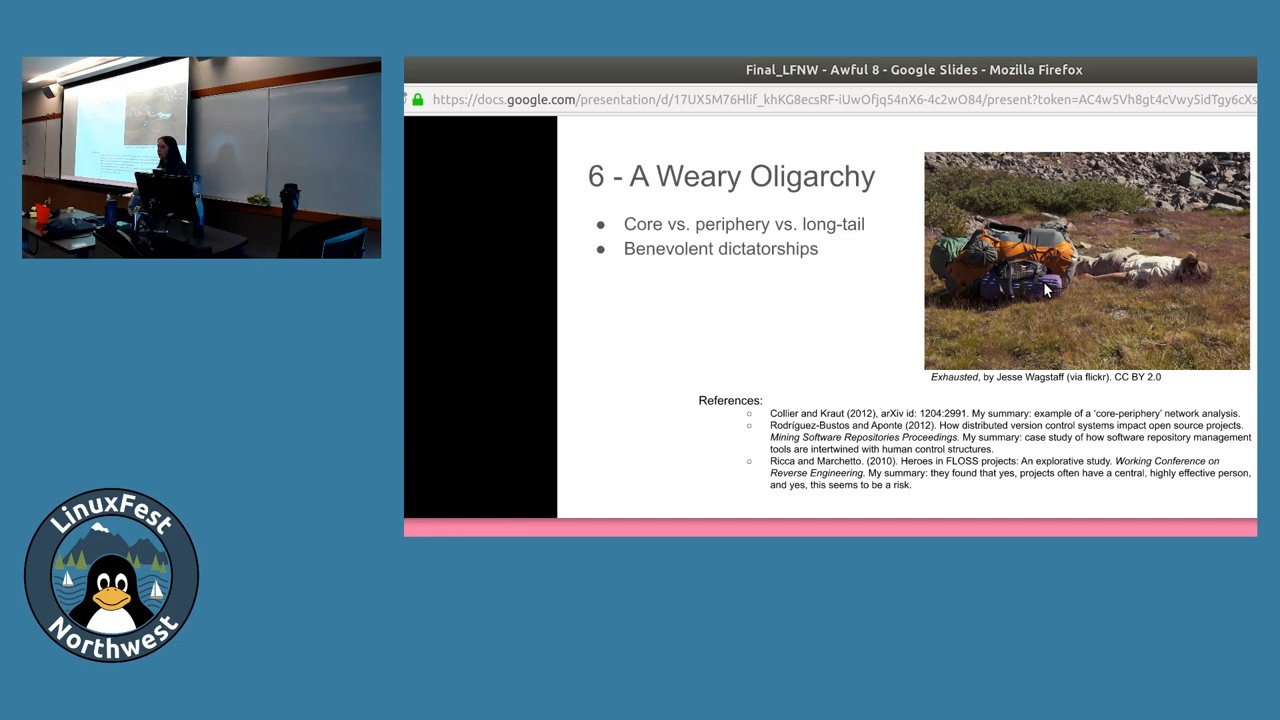 Final_LFNW - Awful 8 - Google Slides - Mozilla Firefox
https://docs.google.com/presentation/d/17UX5M76Hlif_khKG8ecsRF-iUwOfjq54nX6-4c2wO84/present?token=AC4w5Vh8gt4cVwy5idTgy6cXs
6 - A Weary Oligarchy
● Core vs. periphery vs. long-tail
● Benevolent dictatorships
Exhausted, by Jesse Wagstaff (via flickr). CC BY 2.0
References:
○ Collier and Kraut (2012), arXiv id: 1204:2991. My summary: example of a 'core-periphery' network analysis.
○ Rodríguez-Bustos and Aponte (2012). How distributed version control systems impact open source projects.
Mining Software Repositories Proceedings. My summary: case study of how software repository management
tools are intertwined with human control structures.
○ Ricca and Marchetto. (2010). Heroes in FLOSS projects: An explorative study. Working Conference on
Reverse Engineering. My summary: they found that yes, projects often have a central, highly effective person,
and yes, this seems to be a risk.
LinuxFest
Northwest